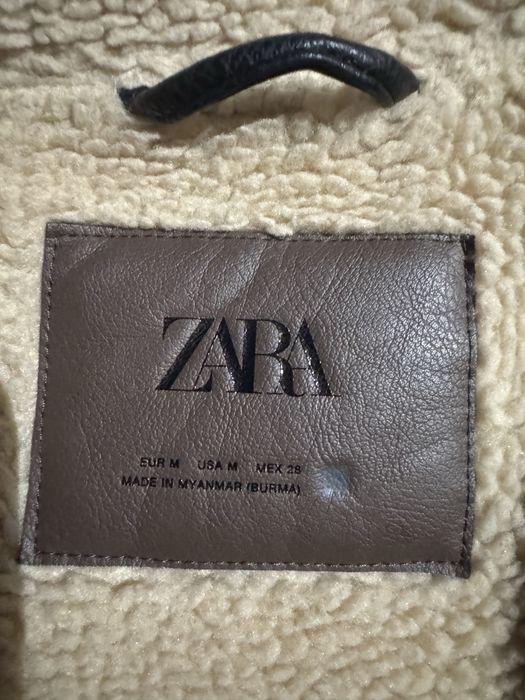 ZARA
EUR M USA M MEX 28
MADE IN MYANMAR (BURMA)